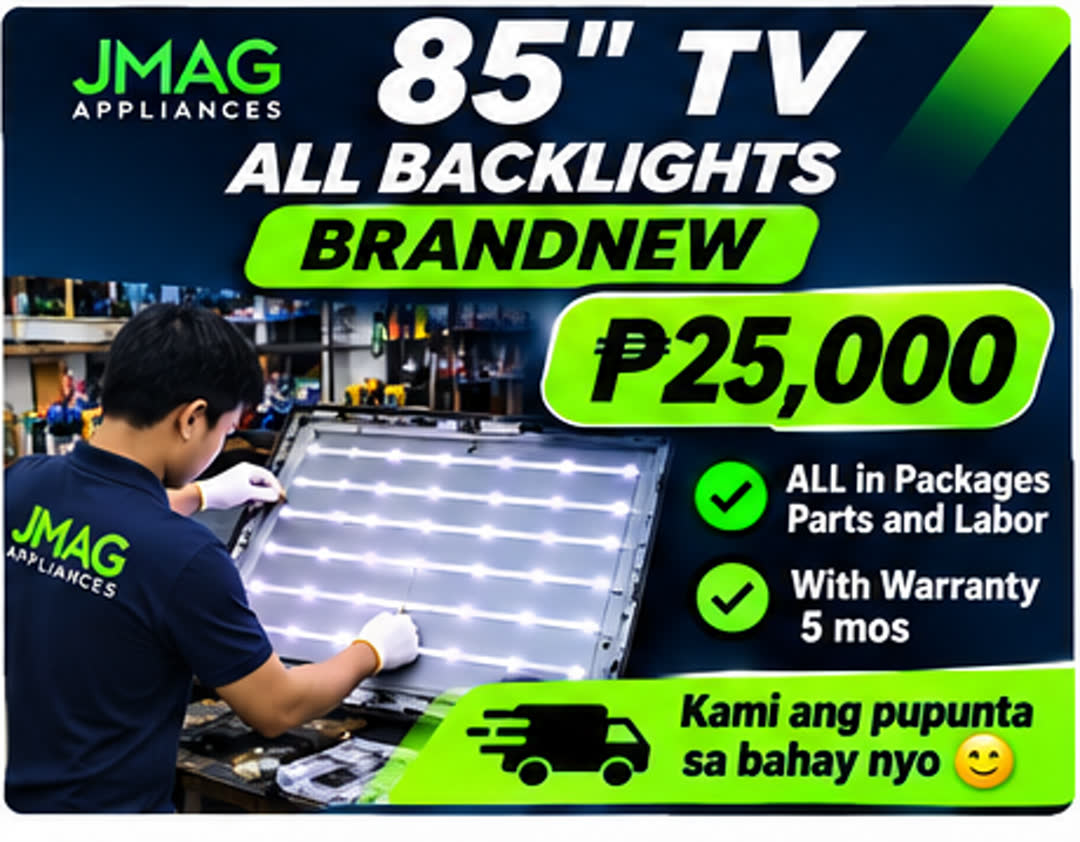 JMAG
APPLIANCES
85" TV
ALL BACKLIGHTS
BRANDNEW
₱25,000
ALL in Packages
Parts and Labor
With Warranty
5 mos
JMAG
APPLIANCES
Kami ang pupunta
sa bahay nyo 😊